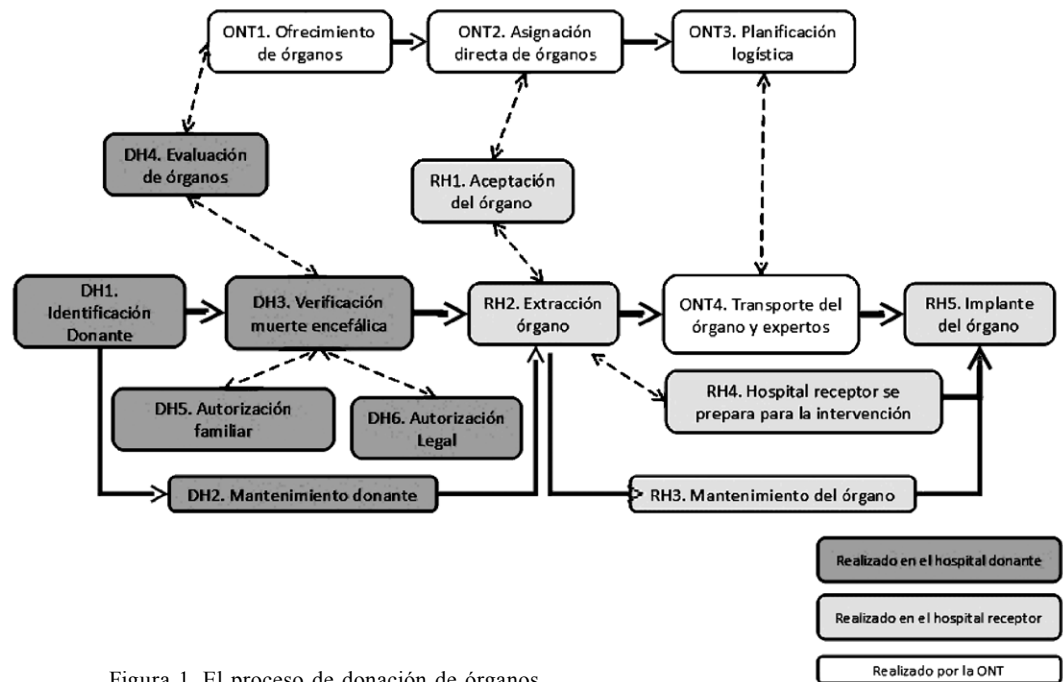 ONT1. Ofrecimiento
de órganos
ONT2. Asignación
directa de órganos
ONT3. Planificación
logística
DH4. Evaluación
de órganos
RH1. Aceptación
del órgano
DH1.
Identificación
Donante
DH3. Verificación
muerte encefálica
RH2. Extracción
órgano
ONT4. Transporte del
órgano y expertos
RH5. Implante
del órgano
DH5. Autorización
familiar
DH6. Autorización
Legal
RH4. Hospital receptor se
prepara para la intervención
DH2. Mantenimiento donante
RH3. Mantenimiento del órgano
Realizado en el hospital donante
Realizado en el hospital receptor
Realizado por la ONT
Figura 1. El proceso de donación de órganos